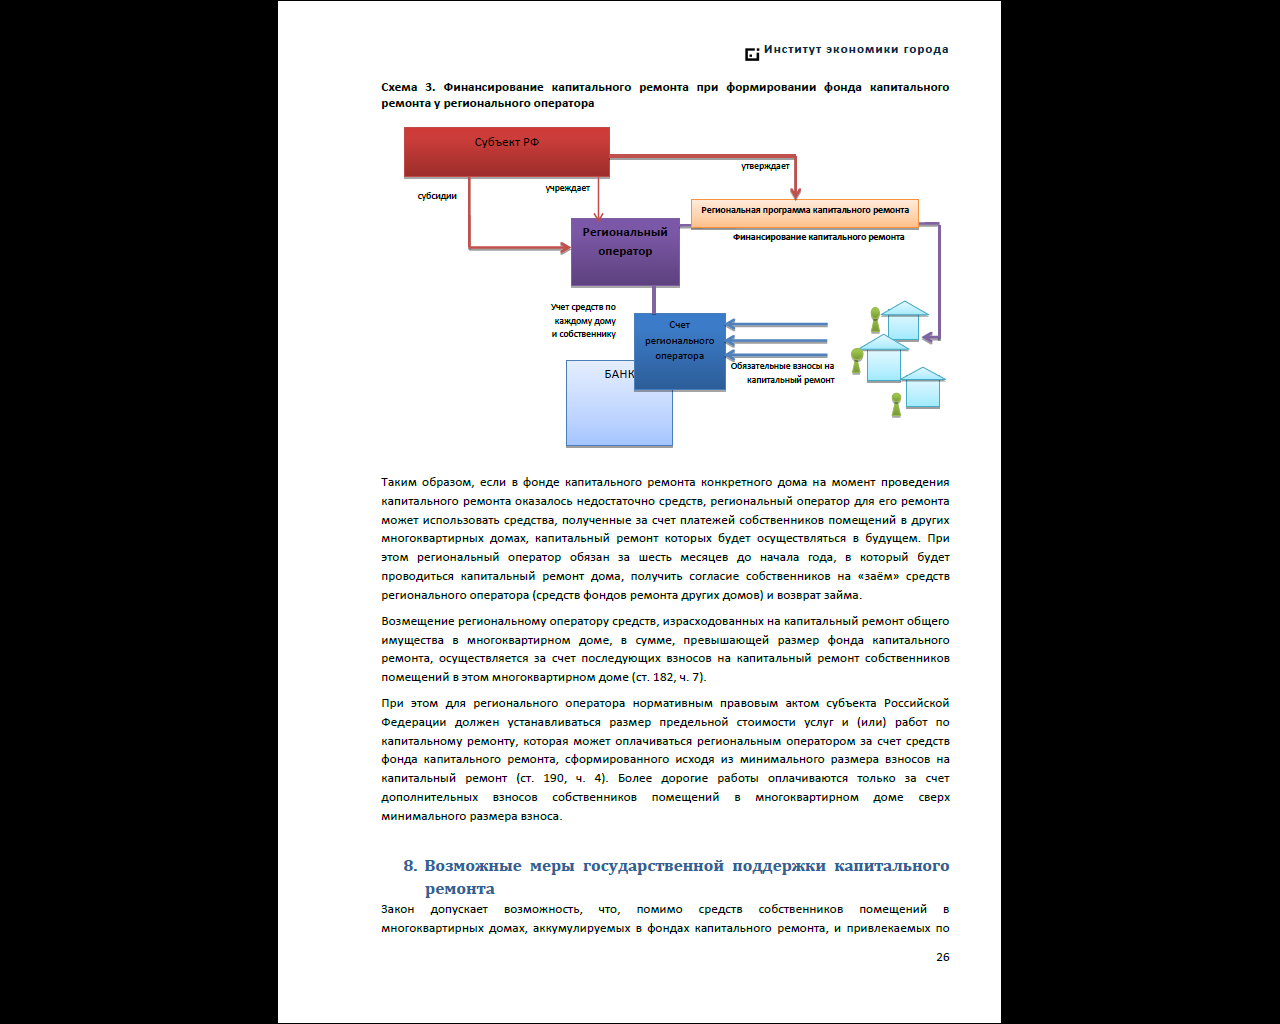 Институт экономики города
Схема 3. Финансирование капитального ремонта при формировании фонда капитального
ремонта у регионального оператора
Субъект РФ
утверждает
учреждает
субсидии
Региональная программа капитального ремонта
Региональный
оператор
Финансирование капитального ремонта
Учет средств по
каждому дому
и собственнику
Счет
регионального
оператора
Обязательные взносы на
капитальный ремонт
БАНК
Таким образом, если в фонде капитального ремонта конкретного дома на момент проведения
капитального ремонта оказалось недостаточно средств, региональный оператор для его ремонта
может использовать средства, полученные за счет платежей собственников помещений в других
многоквартирных домах, капитальный ремонт которых будет осуществляться в будущем. При
этом региональный оператор обязан за шесть месяцев до начала года, в который будет
проводиться капитальный ремонт дома, получить согласие собственников на «заём» средств
регионального оператора (средств фондов ремонта других домов) и возврат займа.
Возмещение региональному оператору средств, израсходованных на капитальный ремонт общего
имущества в многоквартирном доме, в сумме, превышающей размер фонда капитального
ремонта, осуществляется за счет последующих взносов на капитальный ремонт собственников
помещений в этом многоквартирном доме (ст. 182, ч. 7).
При этом для регионального оператора нормативным правовым актом субъекта Российской
Федерации должен устанавливаться размер предельной стоимости услуг и (или) работ по
капитальному ремонту, которая может оплачиваться региональным оператором за счет средств
фонда капитального ремонта, сформированного исходя из минимального размера взносов на
капитальный ремонт (ст. 190, ч. 4). Более дорогие работы оплачиваются только за счет
дополнительных взносов собственников помещений в многоквартирном доме сверх
минимального размера взноса.
8. Возможные меры государственной поддержки капитального
ремонта
Закон допускает возможность, что, помимо средств собственников помещений в
многоквартирных домах, аккумулируемых в фондах капитального ремонта, и привлекаемых по
26